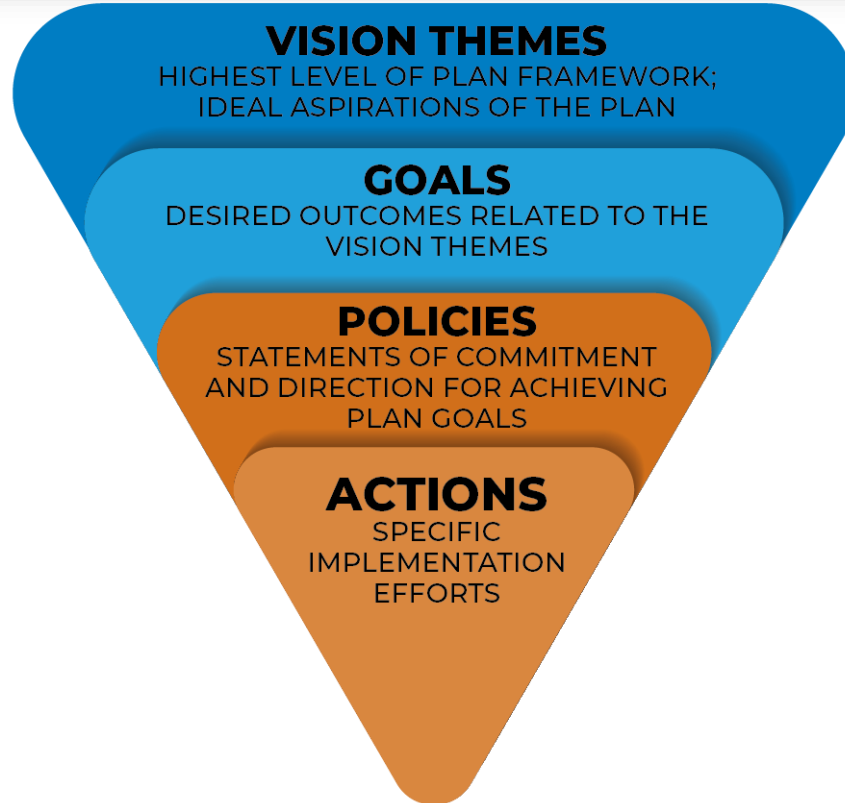 VISION THEMES
HIGHEST LEVEL OF PLAN FRAMEWORK;
IDEAL ASPIRATIONS OF THE PLAN
GOALS
DESIRED OUTCOMES RELATED TO THE
VISION THEMES
POLICIES
STATEMENTS OF COMMITMENT
AND DIRECTION FOR ACHIEVING
PLAN GOALS
ACTIONS
SPECIFIC
IMPLEMENTATION
EFFORTS